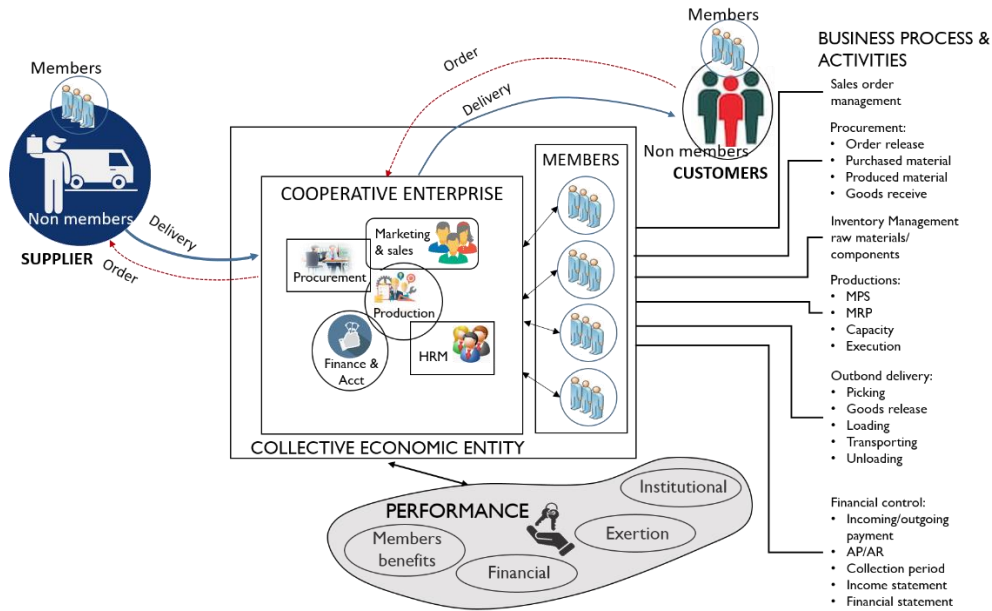 Members
Non members
SUPPLIER
Delivery
Order
Members
Non members
CUSTOMERS
Order
Delivery
COOPERATIVE ENTERPRISE
Marketing
& sales
Procurement
Production
Finance &
Acct
HRM
MEMBERS
COLLECTIVE ECONOMIC ENTITY
PERFORMANCE
Institutional
Exertion
Members
benefits
Financial
BUSINESS PROCESS &
ACTIVITIES
Sales order
management
Procurement:
• Order release
• Purchased material
• Produced material
• Goods receive
Inventory Management
raw materials/
components
Productions:
• MPS
• MRP
• Capacity
• Execution
Outbond delivery:
• Picking
• Goods release
• Loading
• Transporting
• Unloading
Financial control:
• Incoming/outgoing
payment
• AP/AR
• Collection period
• Income statement
• Financial statement